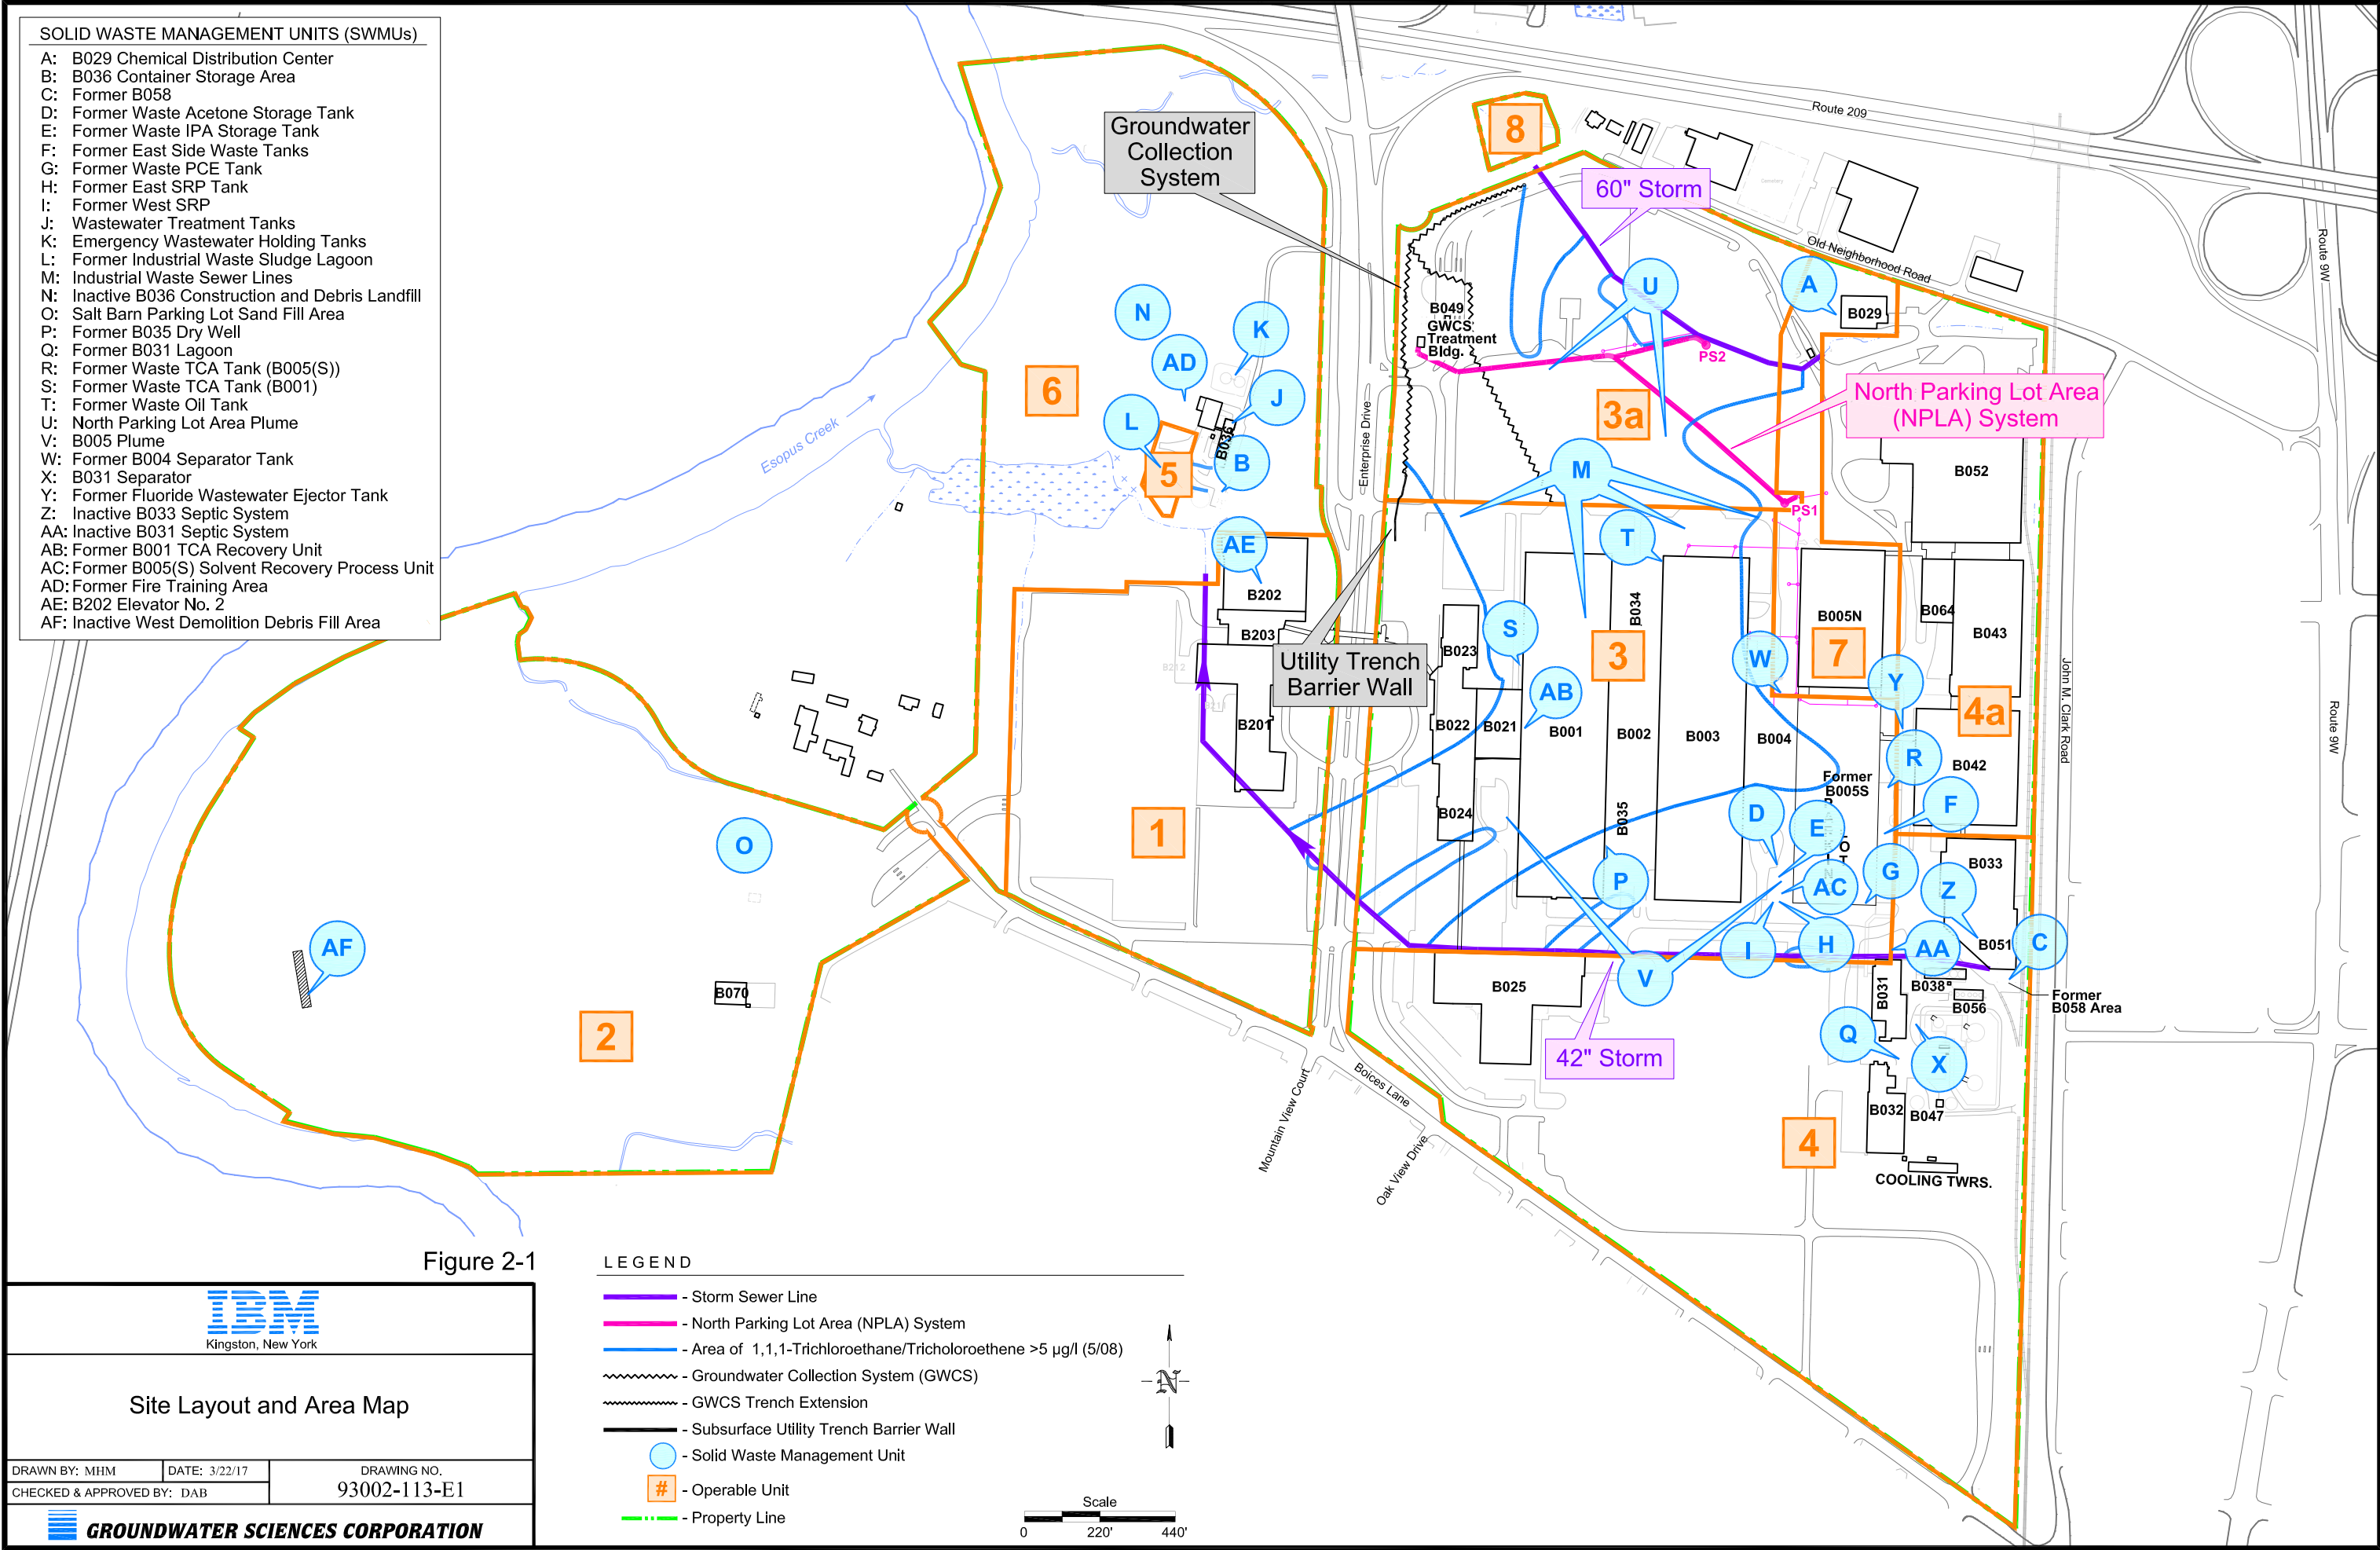 SOLID WASTE MANAGEMENT UNITS (SWMUs)
A: B029 Chemical Distribution Center
B: B036 Container Storage Area
C: Former B058
D: Former Waste Acetone Storage Tank
E: Former Waste IPA Storage Tank
F: Former East Side Waste Tanks
G: Former Waste PCE Tank
H: Former East SRP Tank
I: Former West SRP
J: Wastewater Treatment Tanks
K: Emergency Wastewater Holding Tanks
L: Former Industrial Waste Sludge Lagoon
M: Industrial Waste Sewer Lines
N: Inactive B036 Construction and Debris Landfill
O: Salt Barn Parking Lot Sand Fill Area
P: Former B035 Dry Well
Q: Former B031 Lagoon
R: Former Waste TCA Tank (B005(S))
S: Former Waste TCA Tank (B001)
T: Former Waste Oil Tank
U: North Parking Lot Area Plume
V: B005 Plume
W: Former B004 Separator Tank
X: B031 Separator
Y: Former Fluoride Wastewater Ejector Tank
Z: Inactive B033 Septic System
AA: Inactive B031 Septic System
AB: Former B001 TCA Recovery Unit
AC: Former B005(S) Solvent Recovery Process Unit
AD: Former Fire Training Area
AE: B202 Elevator No. 2
AF: Inactive West Demolition Debris Fill Area
Groundwater
Collection
System
8
60" Storm
Route 209
Old Neighborhood Road
Route 9W
N
K
AD
J
L
B
6
5
B036
Esopus Creek
Enterprise Drive
B049
GWCS
Treatment
Bldg.
U
A
B029
PS2
3a
North Parking Lot Area
(NPLA) System
PS1
M
T
B052
AE
B202
B203
B212
B211
B201
Utility Trench
Barrier Wall
B023
B022
B021
B024
S
AB
B001
B034
3
B002
B035
B003
B004
W
B005N
7
Y
B064
B043
4a
B042
R
F
Former
B005S
D
E
AC
G
P
I
H
V
Z
B033
B051
AA
C
Former
B058 Area
B038
B056
B031
Q
X
B032
B047
COOLING TWRS.
4
B025
42" Storm
1
O
AF
2
B070
John M. Clark Road
Route 9W
Mountain View Court
Boices Lane
Oak View Drive
Figure 2-1
IBM
Kingston, New York
Site Layout and Area Map
DRAWN BY: MHM
DATE: 3/22/17
CHECKED & APPROVED BY: DAB
DRAWING NO.
93002-113-E1
GROUNDWATER SCIENCES CORPORATION
LEGEND
- Storm Sewer Line
- North Parking Lot Area (NPLA) System
- Area of 1,1,1-Trichloroethane/Tricholoroethene >5 µg/l (5/08)
- Groundwater Collection System (GWCS)
- GWCS Trench Extension
- Subsurface Utility Trench Barrier Wall
- Solid Waste Management Unit
# - Operable Unit
- Property Line
N
Scale
0 220' 440'